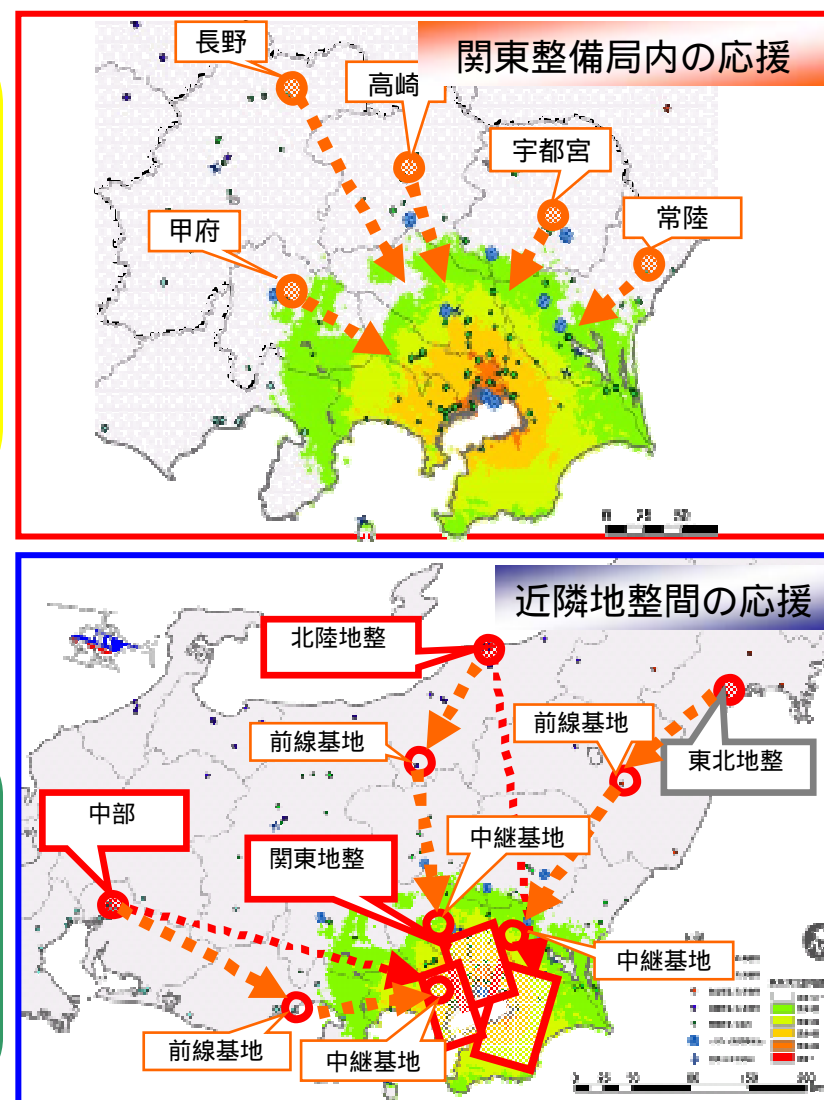 関東整備局内の応援
長野
高崎
宇都宮
常陸
甲府
近隣地整間の応援
北陸地整
前線基地
前線基地
東北地整
中部
中継基地
関東地整
中継基地
前線基地
中継基地